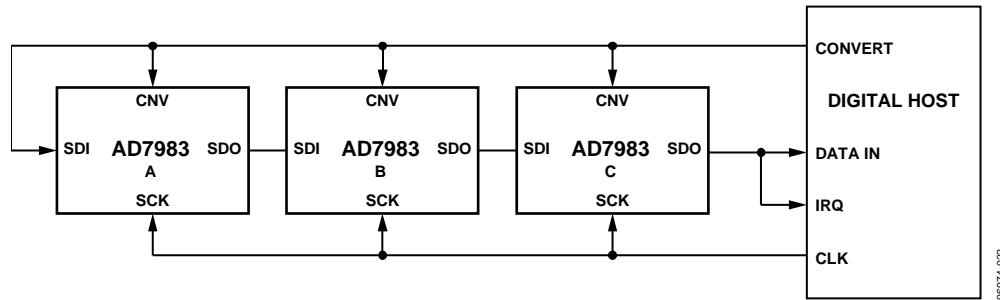 CONVERT
CNV CNV CNV
DIGITAL HOST
SDI AD7983 SDO SDI AD7983 SDO SDI AD7983 SDO DATA IN
A B C
SCK SCK SCK IRQ
CLK